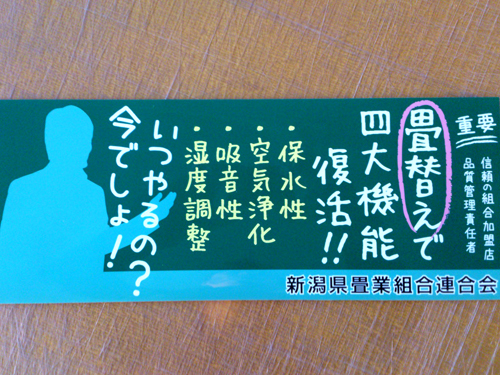 重要
信頼の組合加盟店
品質管理責任者
畳替えで
四大機能
復活!!
・保水性
・空気浄化
・吸音性
・湿度調整
いつやるの?
今でしょ!
新潟県畳業組合連合会